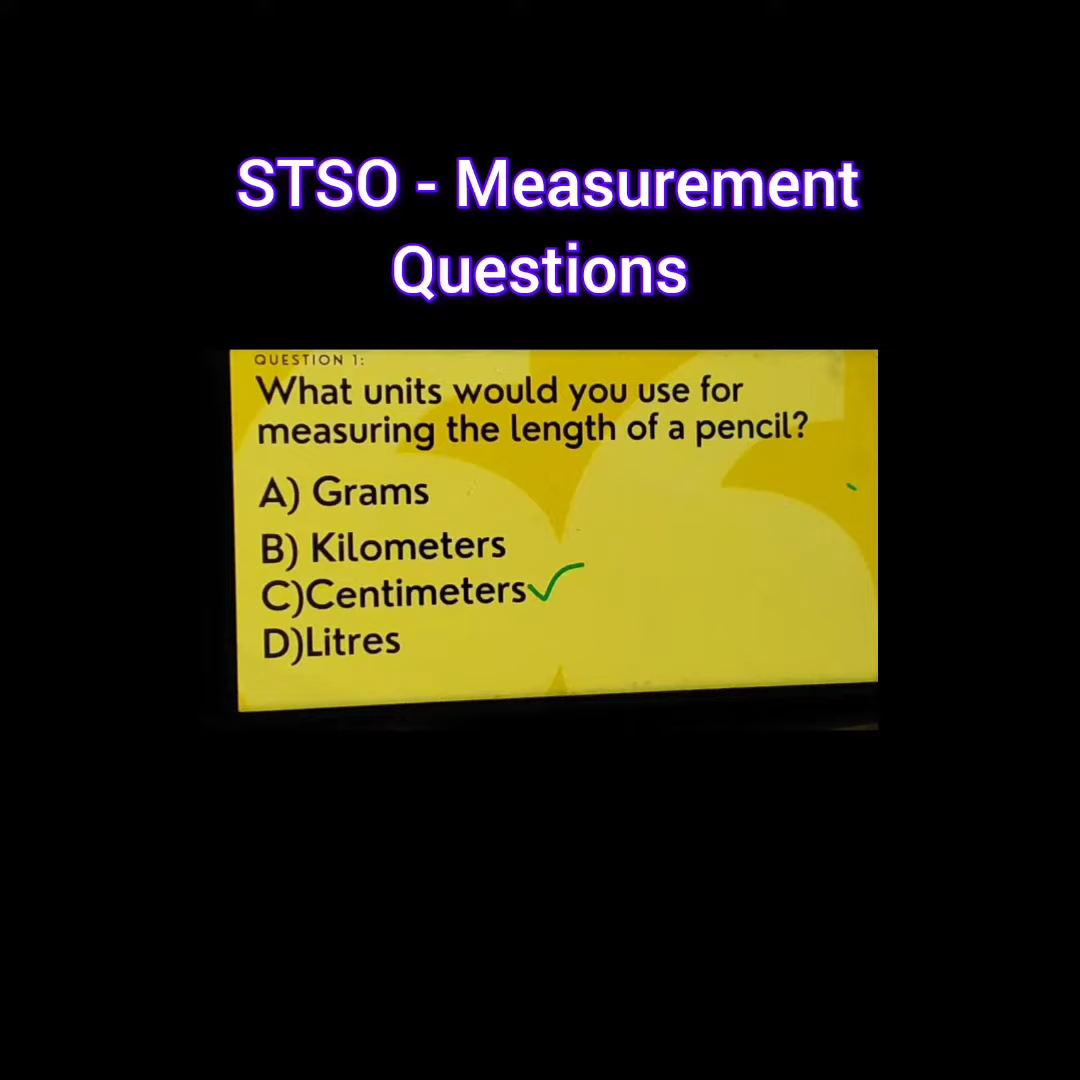 STSO - Measurement
Questions
QUESTION 1:
What units would you use for
measuring the length of a pencil?
A) Grams
B) Kilometers
C)Centimeters
D)Litres